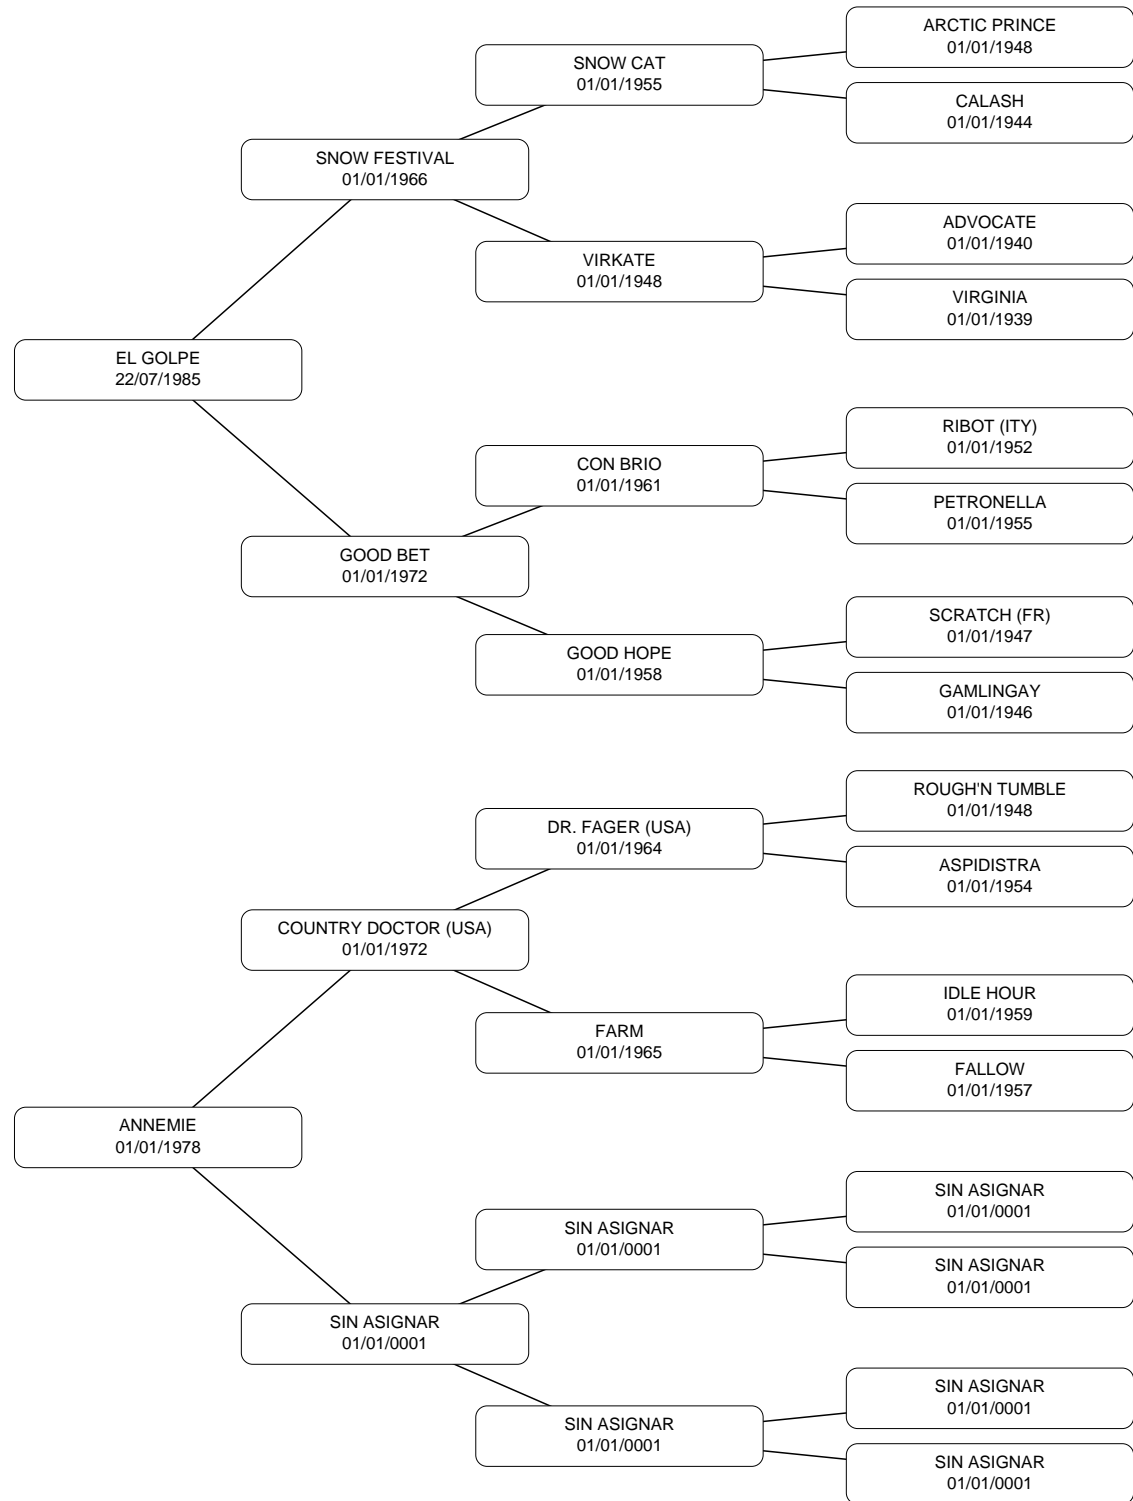 ARCTIC PRINCE
01/01/1948
SNOW CAT
01/01/1955
CALASH
01/01/1944
SNOW FESTIVAL
01/01/1966
ADVOCATE
01/01/1940
VIRKATE
01/01/1948
VIRGINIA
01/01/1939
EL GOLPE
22/07/1985
RIBOT (ITY)
01/01/1952
CON BRIO
01/01/1961
PETRONELLA
01/01/1955
GOOD BET
01/01/1972
SCRATCH (FR)
01/01/1947
GOOD HOPE
01/01/1958
GAMLINGAY
01/01/1946
ROUGH'N TUMBLE
01/01/1948
DR. FAGER (USA)
01/01/1964
ASPIDISTRA
01/01/1954
COUNTRY DOCTOR (USA)
01/01/1972
IDLE HOUR
01/01/1959
FARM
01/01/1965
FALLOW
01/01/1957
ANNEMIE
01/01/1978
SIN ASIGNAR
01/01/0001
SIN ASIGNAR
01/01/0001
SIN ASIGNAR
01/01/0001
SIN ASIGNAR
01/01/0001
SIN ASIGNAR
01/01/0001
SIN ASIGNAR
01/01/0001
SIN ASIGNAR
01/01/0001